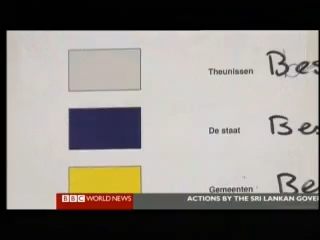 Theunissen Bes
De staat Bes
Gemeenten Be
BBC WORLD NEWS ACTIONS BY THE SRI LANKAN GOVE